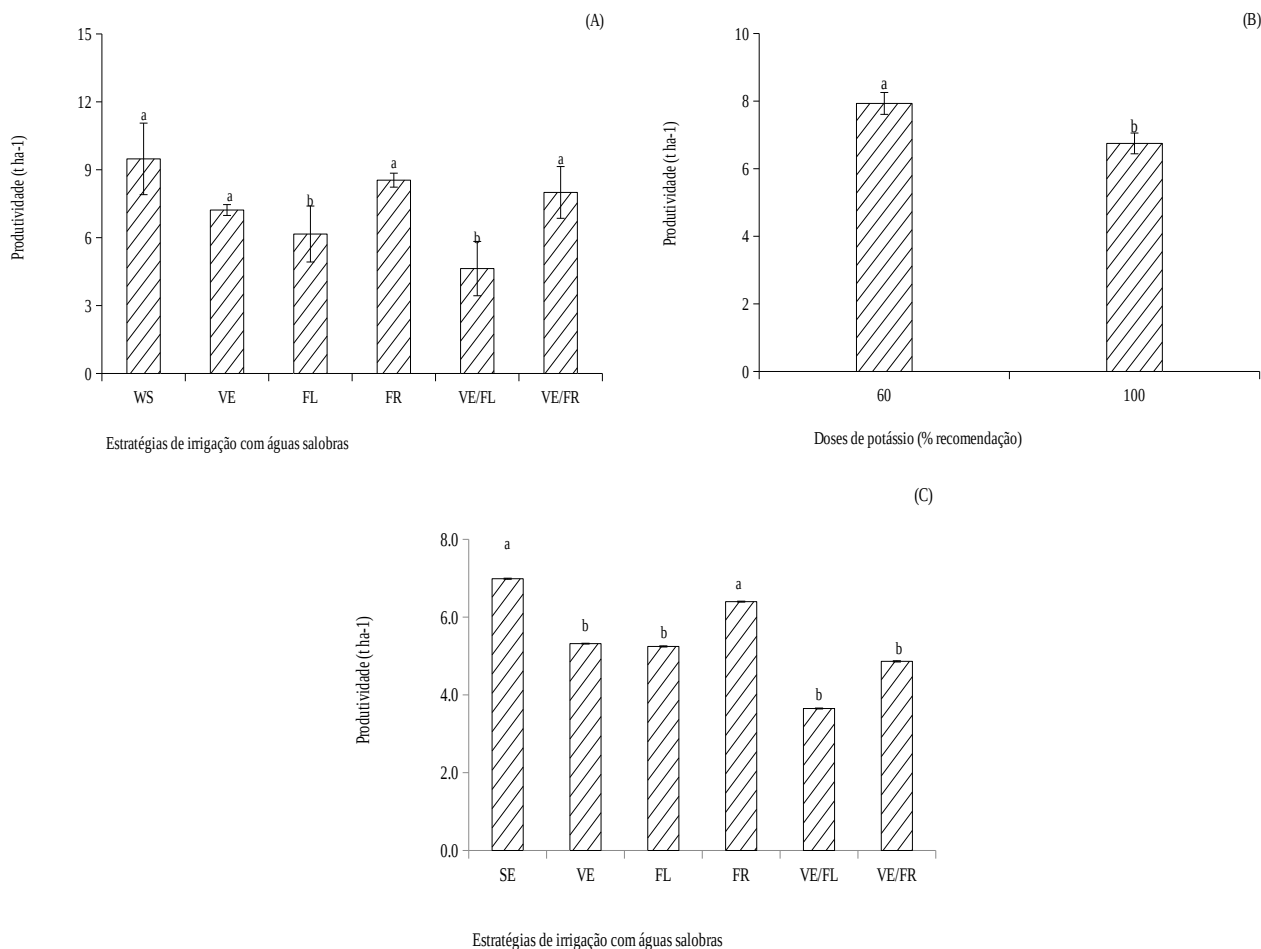 (A)
15
12
9
6
3
0
Produtividade (t ha-1)
a
a
b
a
b
a
WS VE FL FR VE/FL VE/FR
Estratégias de irrigação com águas salobras
(B)
10
8
6
4
2
0
Produtividade (t ha-1)
a
b
60 100
Doses de potássio (% recomendação)
(C)
8.0
6.0
4.0
2.0
0.0
Produtividade (t ha-1)
a
b
b
a
b
b
SE VE FL FR VE/FL VE/FR
Estratégias de irrigação com águas salobras